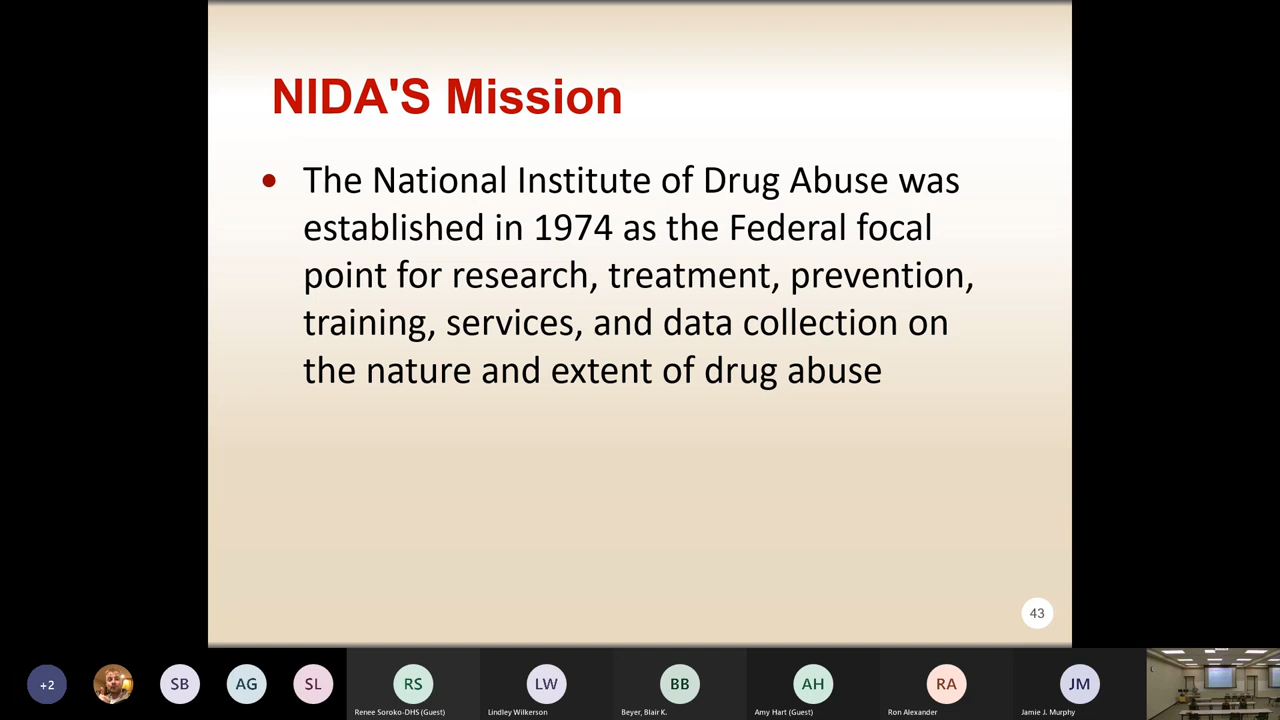 NIDA'S Mission
• The National Institute of Drug Abuse was
established in 1974 as the Federal focal
point for research, treatment, prevention,
training, services, and data collection on
the nature and extent of drug abuse
43
+2
SB
AG
SL
RS
LW
BB
AH
RA
JM
Renee Soroko-DHS (Guest)
Lindley Wilkerson
Beyer, Blair K.
Amy Hart (Guest)
Ron Alexander
Jamie J. Murphy